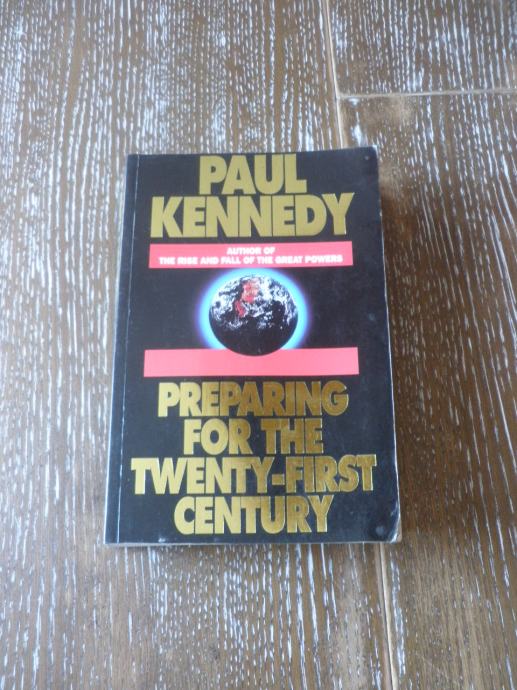 PAUL
KENNEDY
AUTHOR OF
THE RISE AND FALL OF THE GREAT POWERS
PREPARING
FOR THE
TWENTY-FIRST
CENTURY